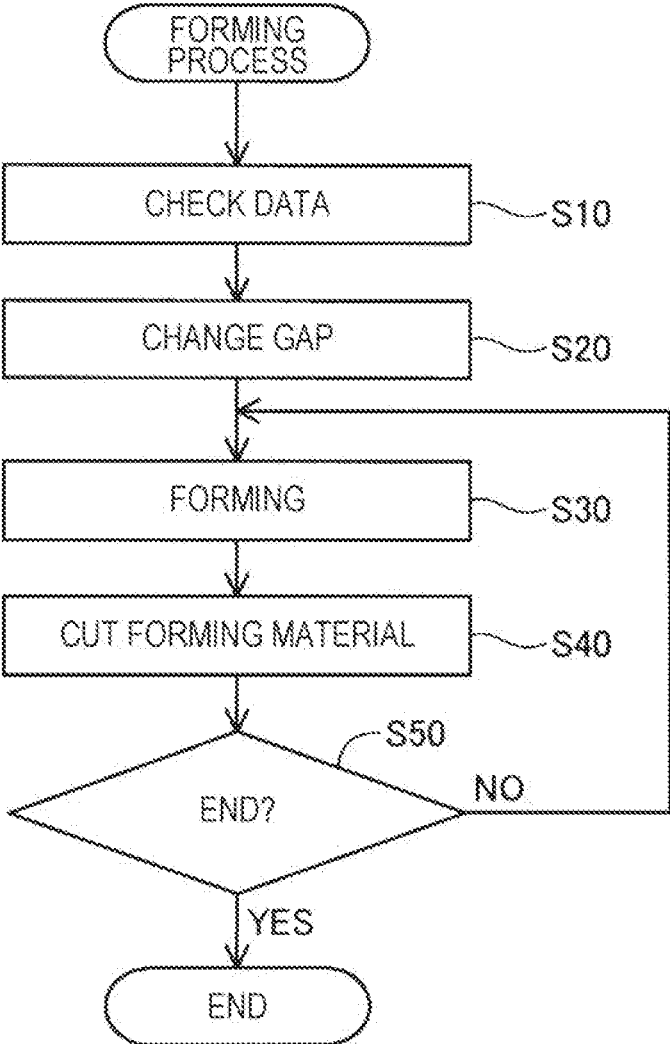 FORMING
PROCESS
CHECK DATA
S10
CHANGE GAP
S20
FORMING
S30
CUT FORMING MATERIAL
S40
S50
END?
NO
YES
END